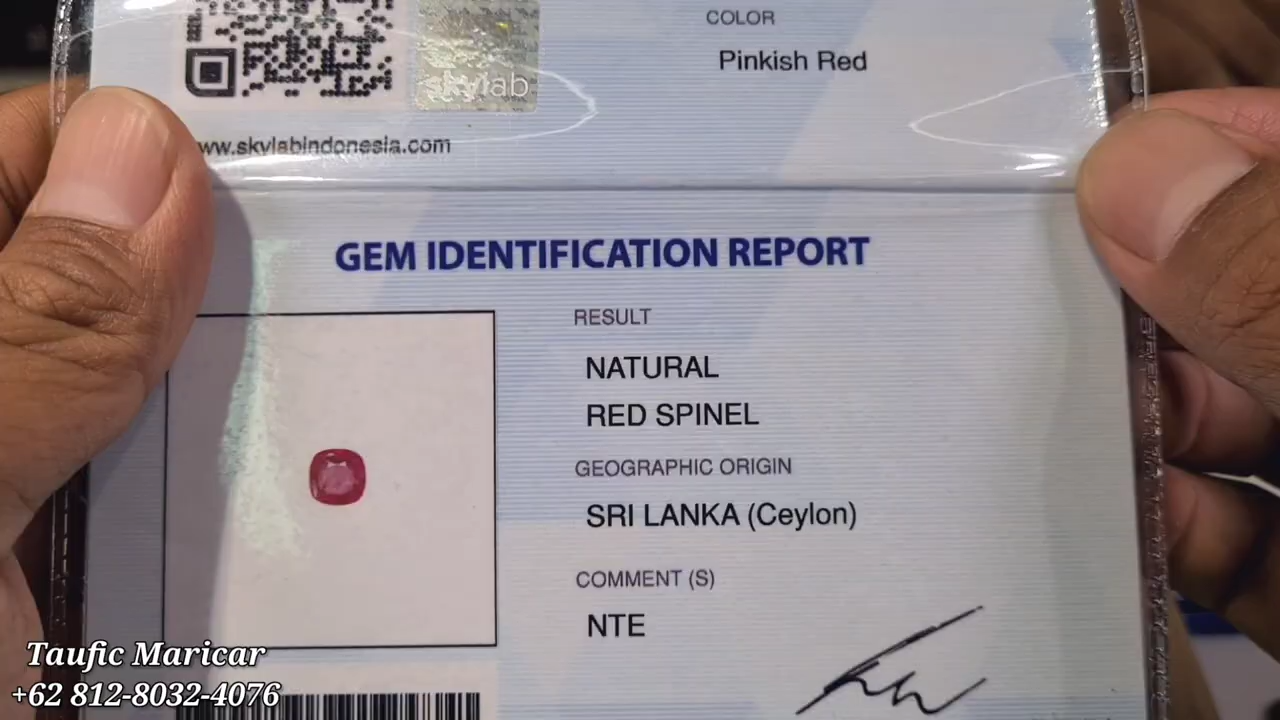 COLOR
Pinkish Red
skylab
www.skylabindonesia.com
GEM IDENTIFICATION REPORT
RESULT
NATURAL
RED SPINEL
GEOGRAPHIC ORIGIN
SRI LANKA (Ceylon)
COMMENT (S)
NTE
Taufic Maricar
+62 812-8032-4076